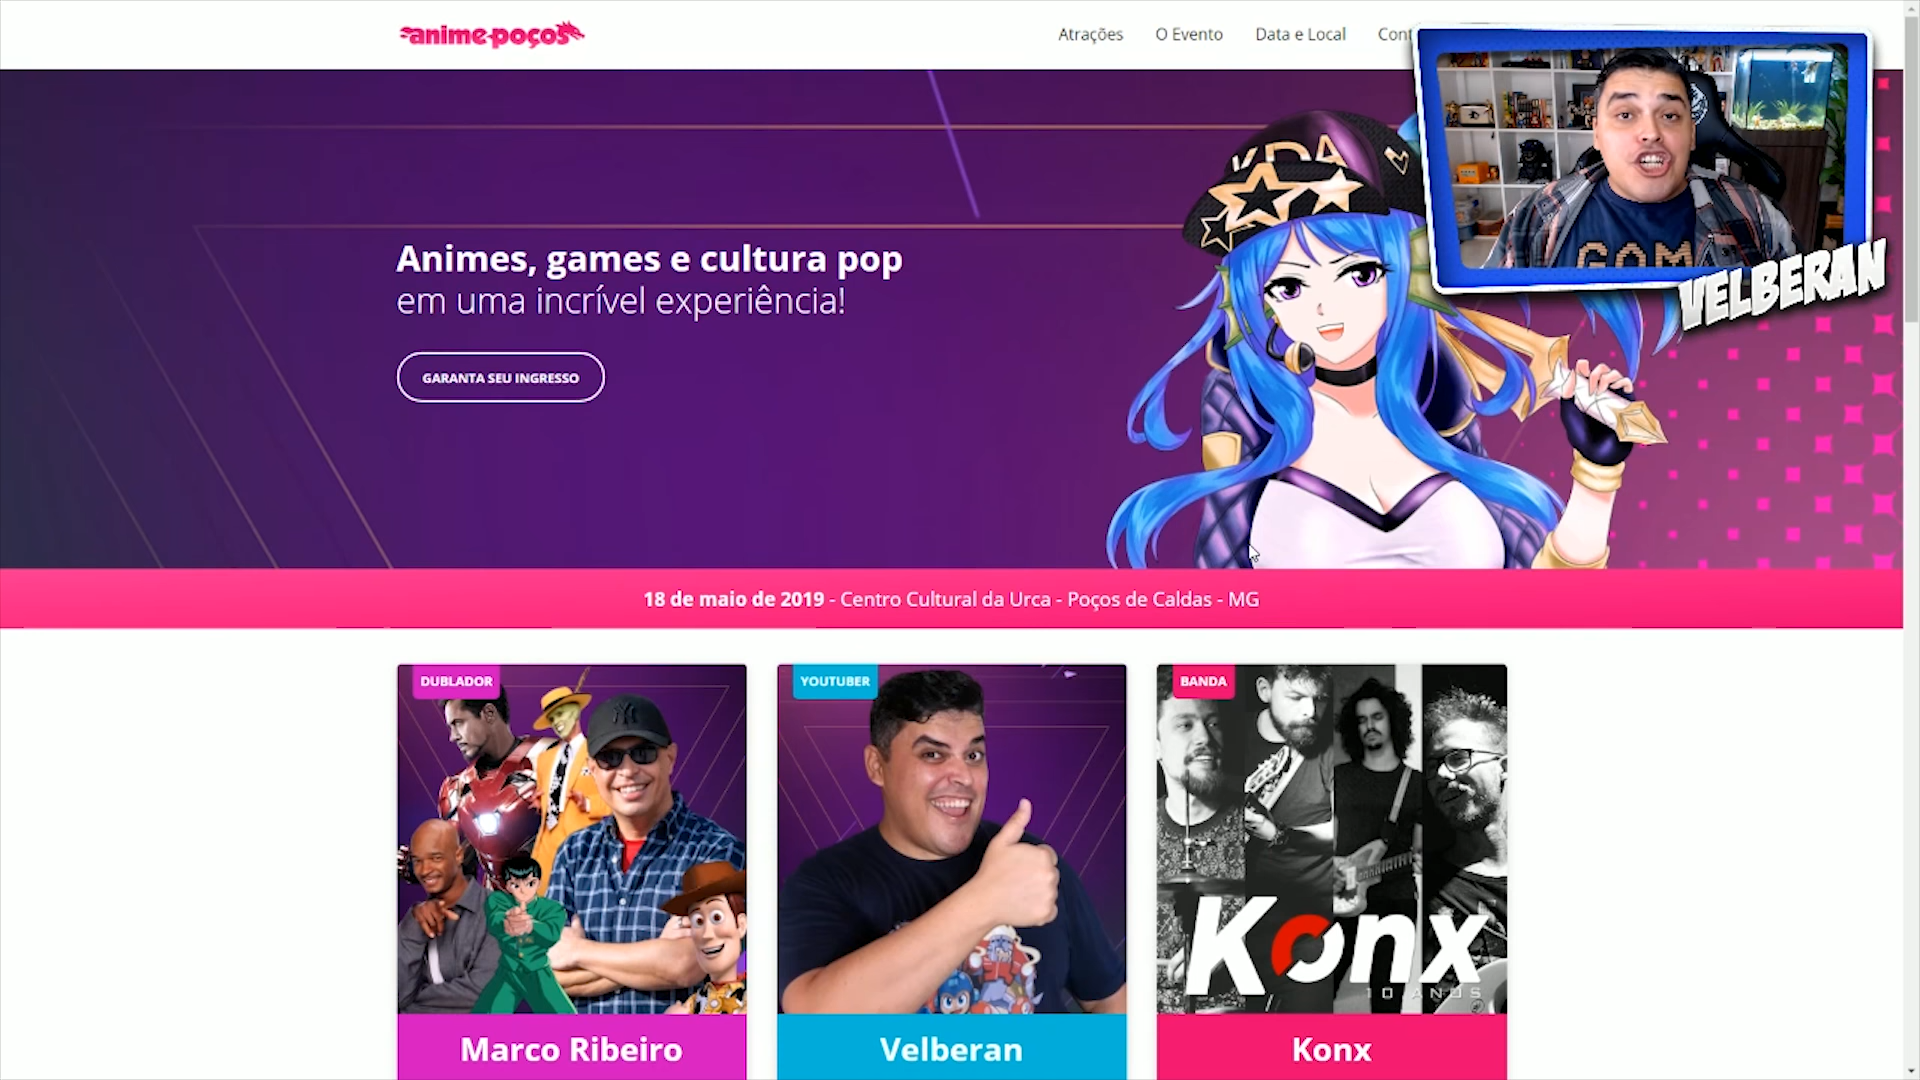 anime-poços
Atrações
O Evento
Data e Local
Cont
KDA
GAM
VELBERAN
Animes, games e cultura pop
em uma incrível experiência!
GARANTA SEU INGRESSO
18 de maio de 2019 - Centro Cultural da Urca - Poços de Caldas - MG
DUBLADOR
YOUTUBER
BANDA
Konx
10 ANOS
Marco Ribeiro
Velberan
Konx